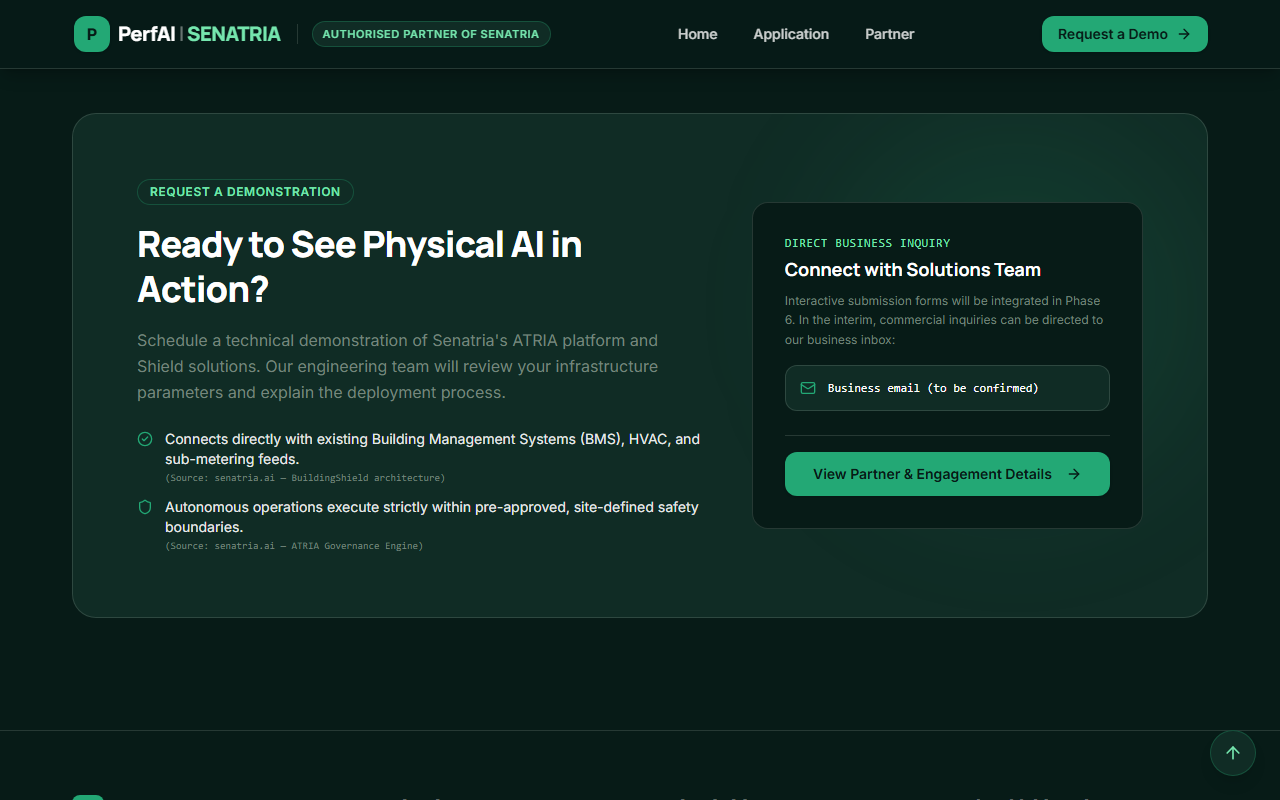 P
PerfAI | SENATRIA
AUTHORISED PARTNER OF SENATRIA
Home
Application
Partner
Request a Demo →
REQUEST A DEMONSTRATION
Ready to See Physical AI in
Action?
Schedule a technical demonstration of Senatria's ATRIA platform and
Shield solutions. Our engineering team will review your infrastructure
parameters and explain the deployment process.
Connects directly with existing Building Management Systems (BMS), HVAC, and
sub-metering feeds.
(Source: senatria.ai — BuildingShield architecture)
Autonomous operations execute strictly within pre-approved, site-defined safety
boundaries.
(Source: senatria.ai — ATRIA Governance Engine)
DIRECT BUSINESS INQUIRY
Connect with Solutions Team
Interactive submission forms will be integrated in Phase
6. In the interim, commercial inquiries can be directed to
our business inbox:
Business email (to be confirmed)
View Partner & Engagement Details →